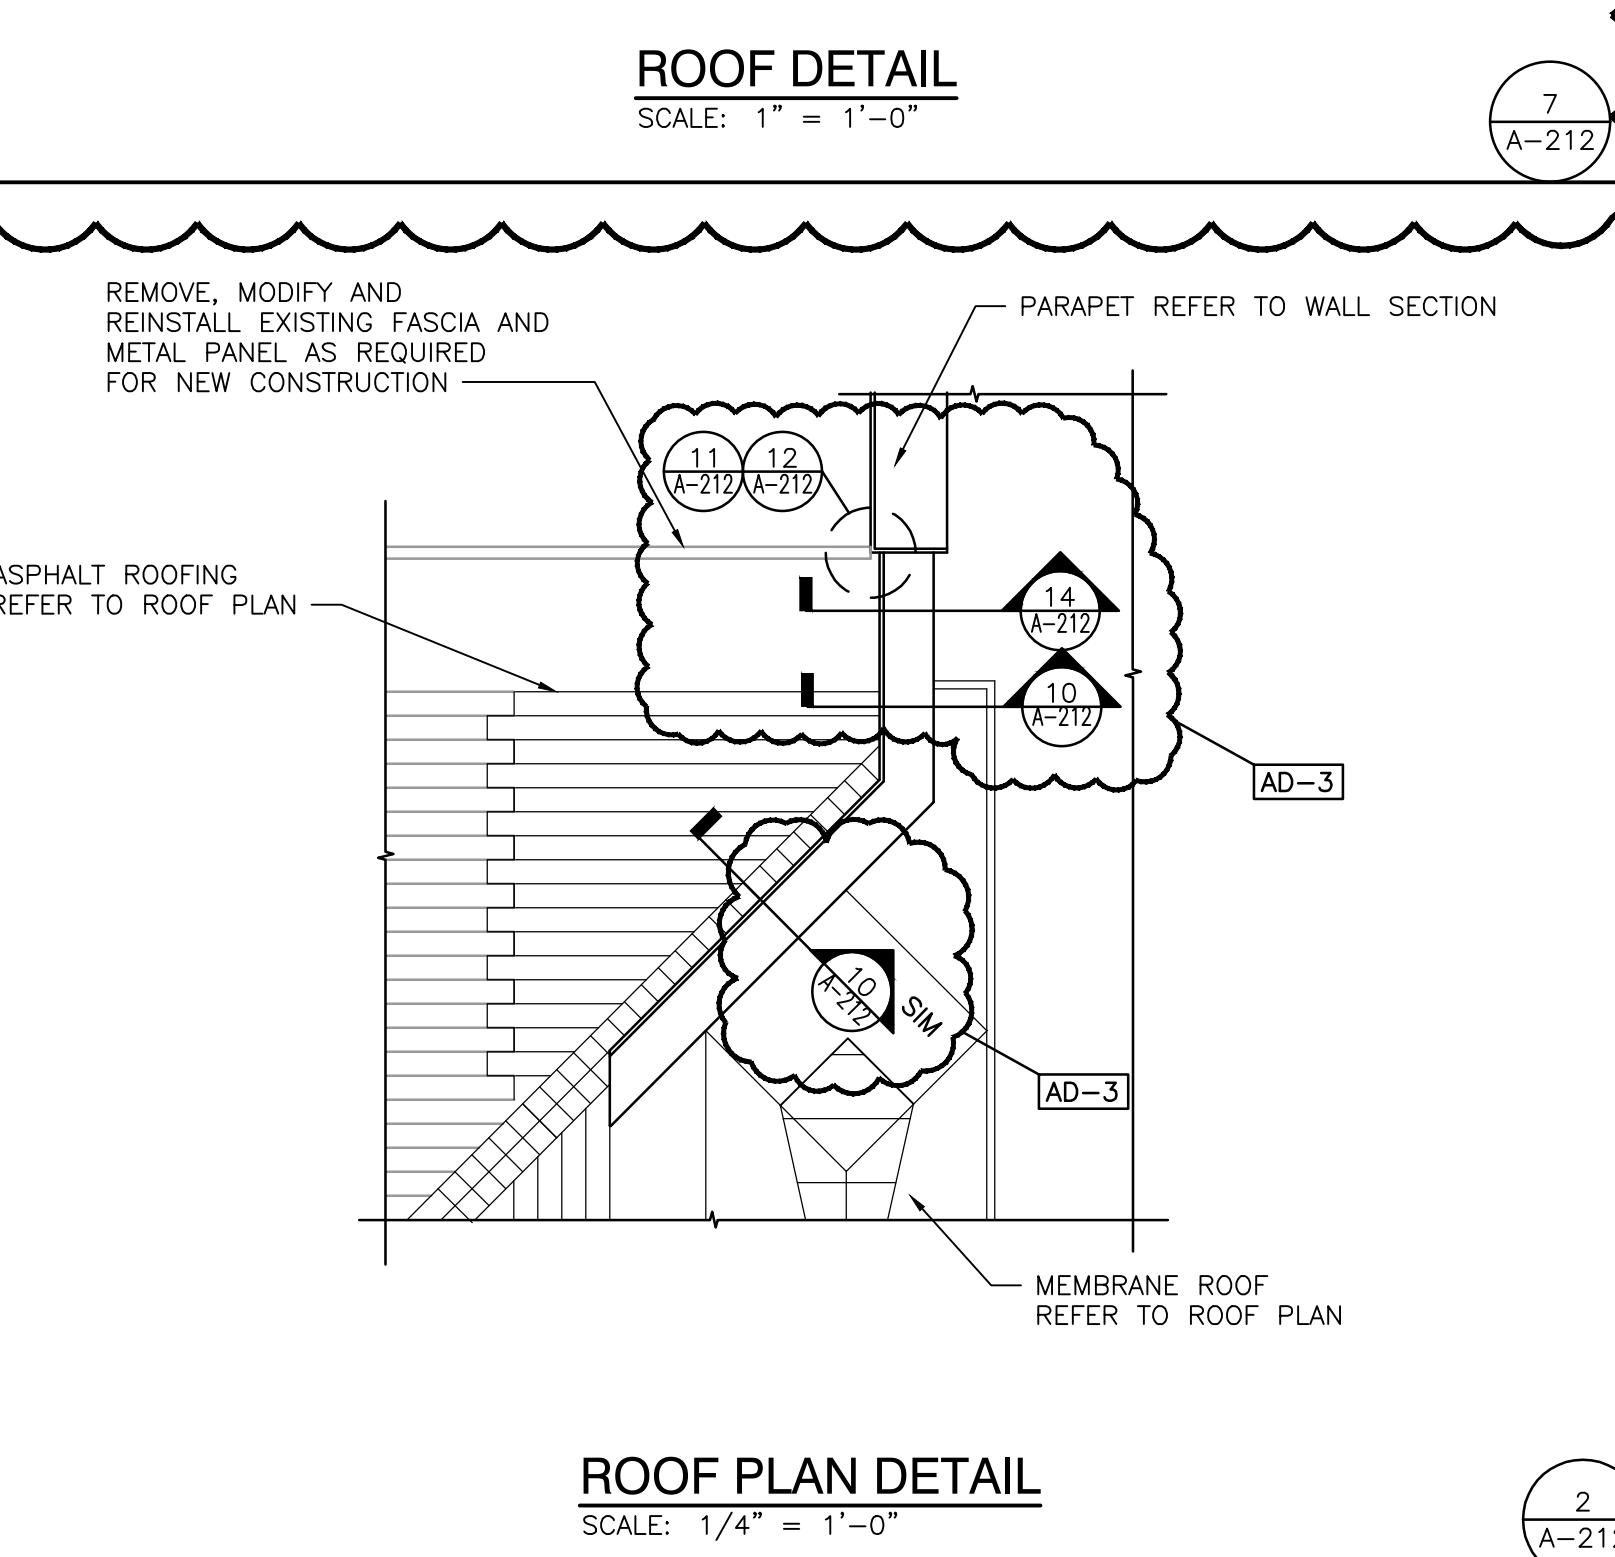 ROOF DETAIL
SCALE: 1" = 1'-0"
7
A-212
REMOVE, MODIFY AND
REINSTALL EXISTING FASCIA AND
METAL PANEL AS REQUIRED
FOR NEW CONSTRUCTION
PARAPET REFER TO WALL SECTION
11
A-212
12
A-212
ASPHALT ROOFING
REFER TO ROOF PLAN
14
A-212
10
A-212
AD-3
10
A-212
SIM
AD-3
MEMBRANE ROOF
REFER TO ROOF PLAN
ROOF PLAN DETAIL
SCALE: 1/4" = 1'-0"
2
A-212